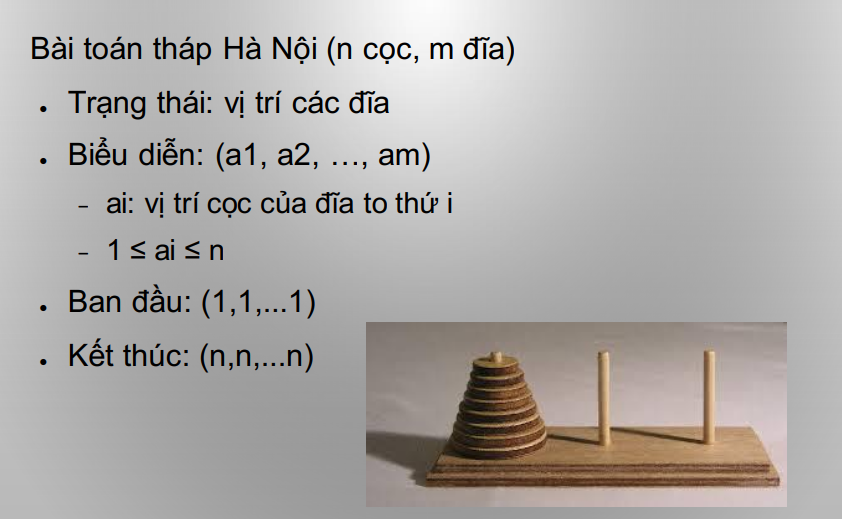 Bài toán tháp Hà Nội (n cọc, m đĩa)
● Trạng thái: vị trí các đĩa
● Biểu diễn: (a1, a2, …, am)
– ai: vị trí cọc của đĩa to thứ i
– 1 ≤ ai ≤ n
● Ban đầu: (1,1,...1)
● Kết thúc: (n,n,...n)